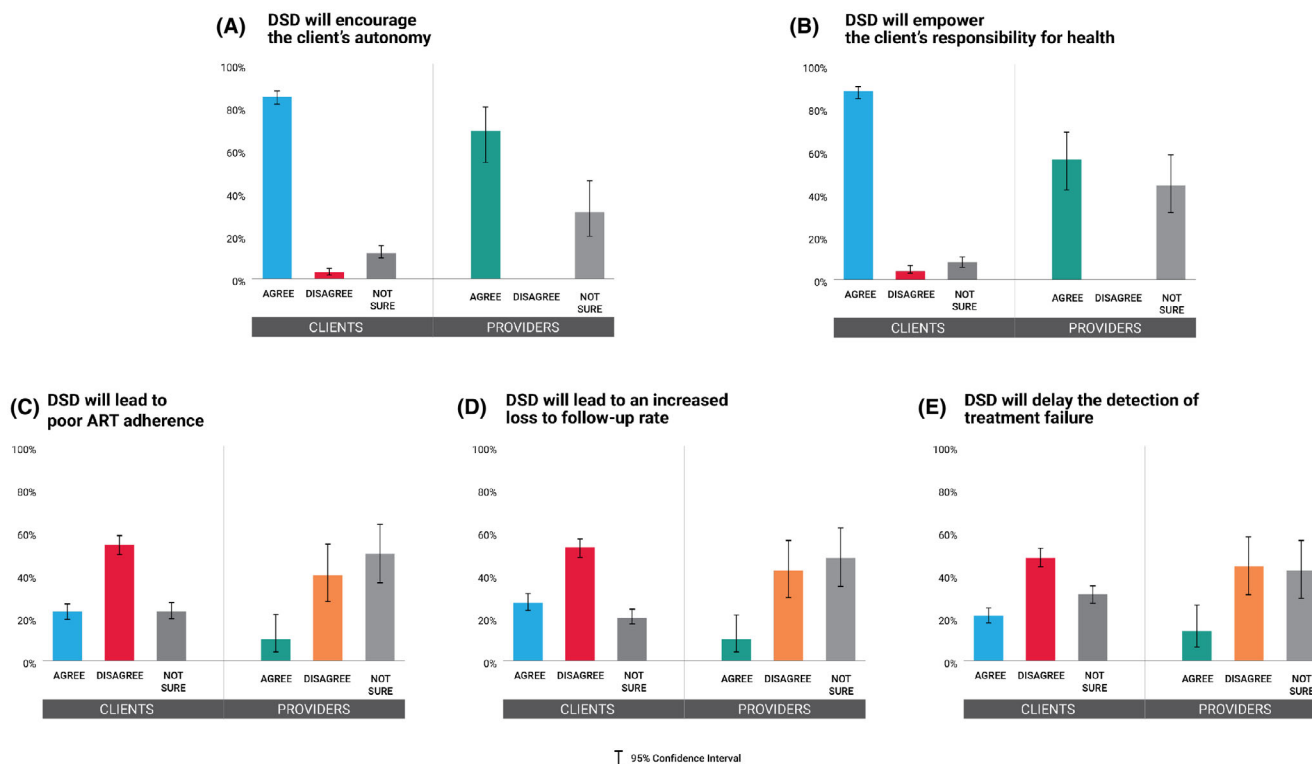 (A) DSD will encourage
the client's autonomy
100%
80%
60%
40%
20%
0%
AGREE DISAGREE NOT SURE AGREE DISAGREE NOT SURE
CLIENTS PROVIDERS
(B) DSD will empower
the client's responsibility for health
100%
80%
60%
40%
20%
0%
AGREE DISAGREE NOT SURE AGREE DISAGREE NOT SURE
CLIENTS PROVIDERS
(C) DSD will lead to
poor ART adherence
100%
80%
60%
40%
20%
0%
AGREE DISAGREE NOT SURE AGREE DISAGREE NOT SURE
CLIENTS PROVIDERS
(D) DSD will lead to an increased
loss to follow-up rate
100%
80%
60%
40%
20%
0%
AGREE DISAGREE NOT SURE AGREE DISAGREE NOT SURE
CLIENTS PROVIDERS
(E) DSD will delay the detection of
treatment failure
100%
80%
60%
40%
20%
0%
AGREE DISAGREE NOT SURE AGREE DISAGREE NOT SURE
CLIENTS PROVIDERS
95% Confidence Interval